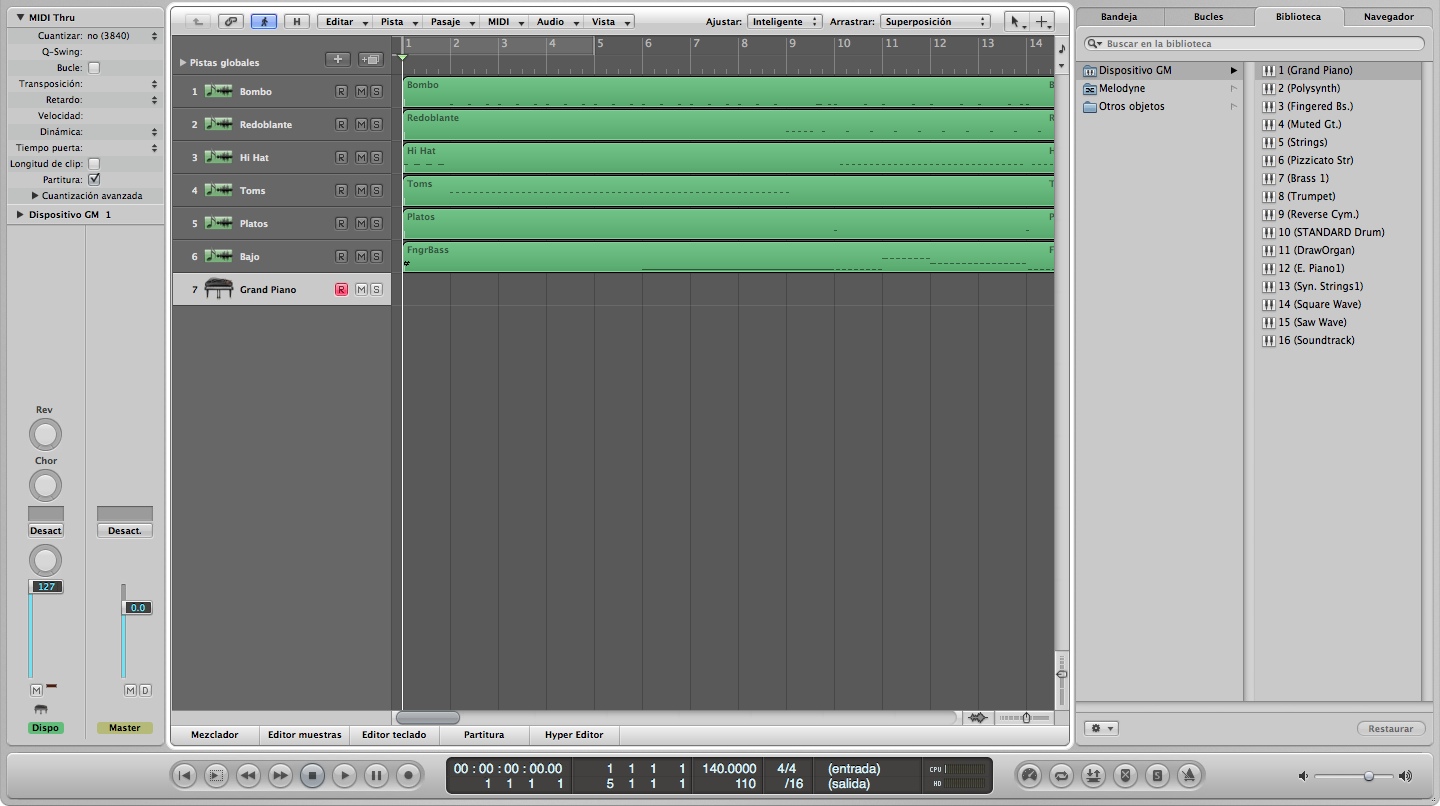 MIDI Thru
Cuantizar: no (3840)
Q-Swing:
Bucle:
Transposición:
Retardo:
Velocidad:
Dinámica:
Tiempo puerta:
Longitud de clip:
Partitura:
Cuantización avanzada
Dispositivo GM 1
Rev
Chor
Desact
Desact.
127
0.0
M
M D
Dispo
Master
H Editar Pista Pasaje MIDI Audio Vista Ajustar: Inteligente Arrastrar: Superposición
1 2 3 4 5 6 7 8 9 10 11 12 13 14
Pistas globales
1 Bombo R M S
Bombo B
2 Redoblante R M S
Redoblante R
3 Hi Hat R M S
Hi Hat H
4 Toms R M S
Toms T
5 Platos R M S
Platos P
6 Bajo R M S
FngrBass F
7 Grand Piano R M S
Mezclador Editor muestras Editor teclado Partitura Hyper Editor
Bandeja Bucles Biblioteca Navegador
Buscar en la biblioteca
Dispositivo GM
Melodyne
Otros objetos
1 (Grand Piano)
2 (Polysynth)
3 (Fingered Bs.)
4 (Muted Gt.)
5 (Strings)
6 (Pizzicato Str)
7 (Brass 1)
8 (Trumpet)
9 (Reverse Cym.)
10 (STANDARD Drum)
11 (DrawOrgan)
12 (E. Piano1)
13 (Syn. Strings1)
14 (Square Wave)
15 (Saw Wave)
16 (Soundtrack)
Restaurar
00 : 00 : 00 : 00.00 1 1 1 1 140.0000 4/4 (entrada) CPU
1 1 1 1 5 1 1 1 110 /16 (salida) HD
S